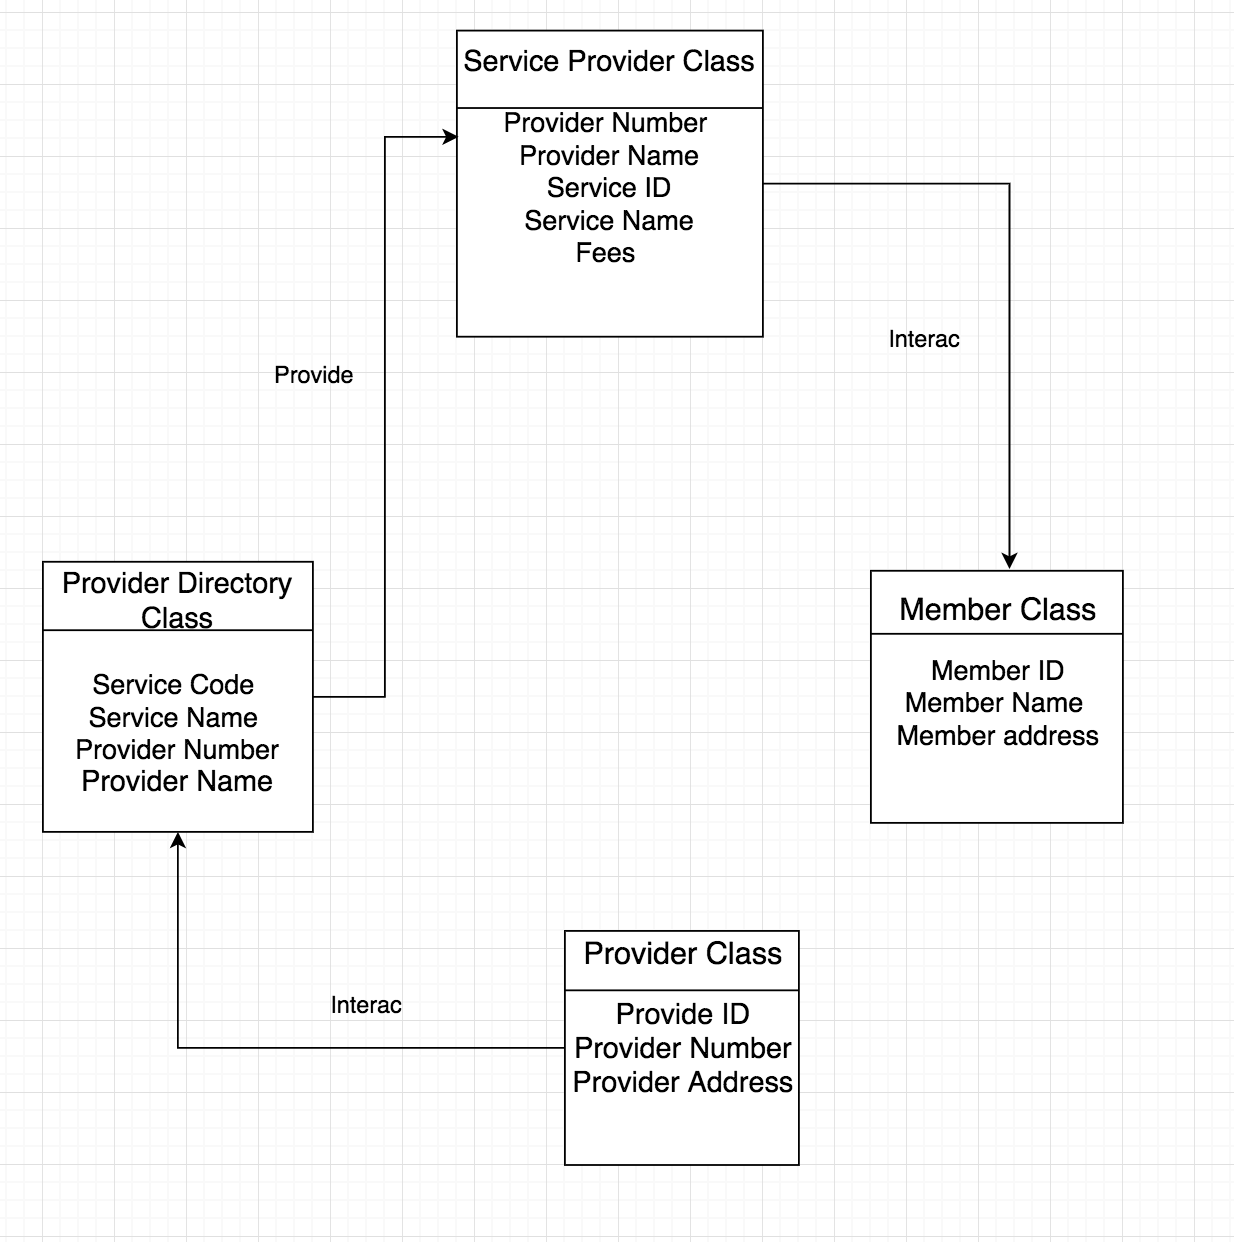 Service Provider Class
Provider Number
Provider Name
Service ID
Service Name
Fees
Interac
Provide
Provider Directory
Class
Service Code
Service Name
Provider Number
Provider Name
Member Class
Member ID
Member Name
Member address
Provider Class
Provide ID
Provider Number
Provider Address
Interac